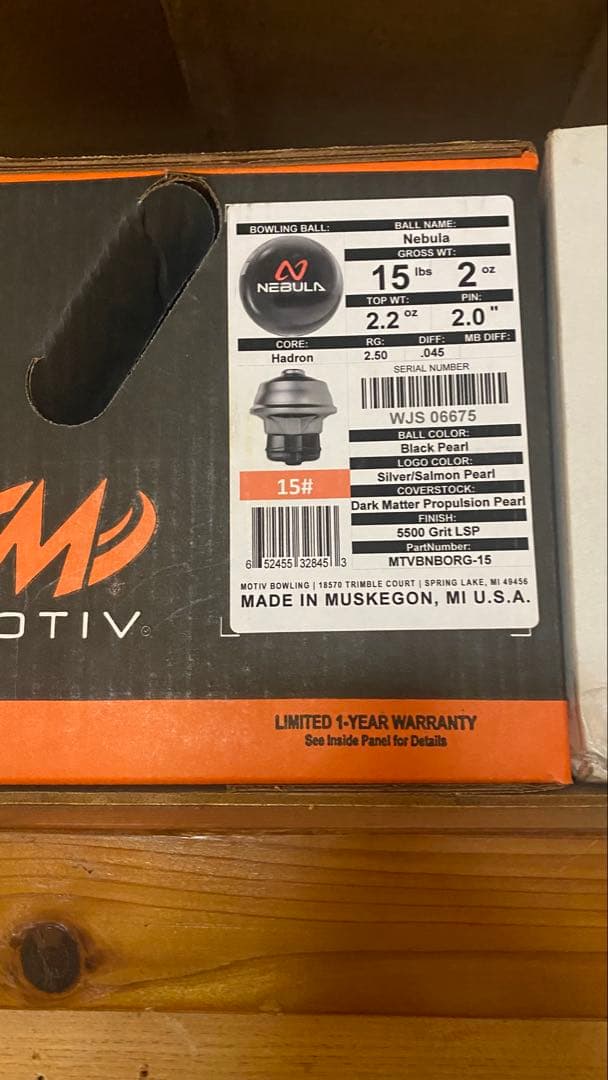 BOWLING BALL:
BALL NAME:
Nebula
GROSS WT:
15 lbs 2 oz
NEBULA
TOP WT: PIN:
2.2 oz 2.0 "
CORE: RG: DIFF: MB DIFF:
Hadron 2.50 .045
SERIAL NUMBER
WJS 06675
BALL COLOR:
Black Pearl
LOGO COLOR:
Silver/Salmon Pearl
15#
COVERSTOCK:
Dark Matter Propulsion Pearl
FINISH:
5500 Grit LSP
PartNumber:
MTVBNBORG-15
6 52455 32845 3
MOTIV BOWLING | 18570 TRIMBLE COURT | SPRING LAKE, MI 49456
MADE IN MUSKEGON, MI U.S.A.
OTIV
LIMITED 1-YEAR WARRANTY
See Inside Panel for Details